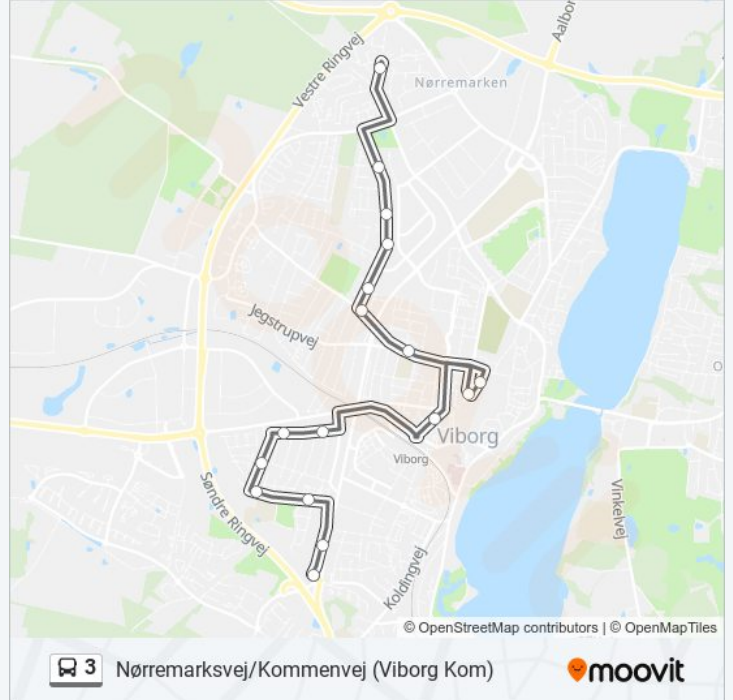 Aalbor
Vestre Ringvej
Nørremarken
Jegstrupvej
O
Viborg
Viborg
Søndre Ringvej
Vinkelvej
Koldingvej
© OpenStreetMap contributors | © OpenMapTiles
3 Nørremarksvej/Kommenvej (Viborg Kom)
moovit